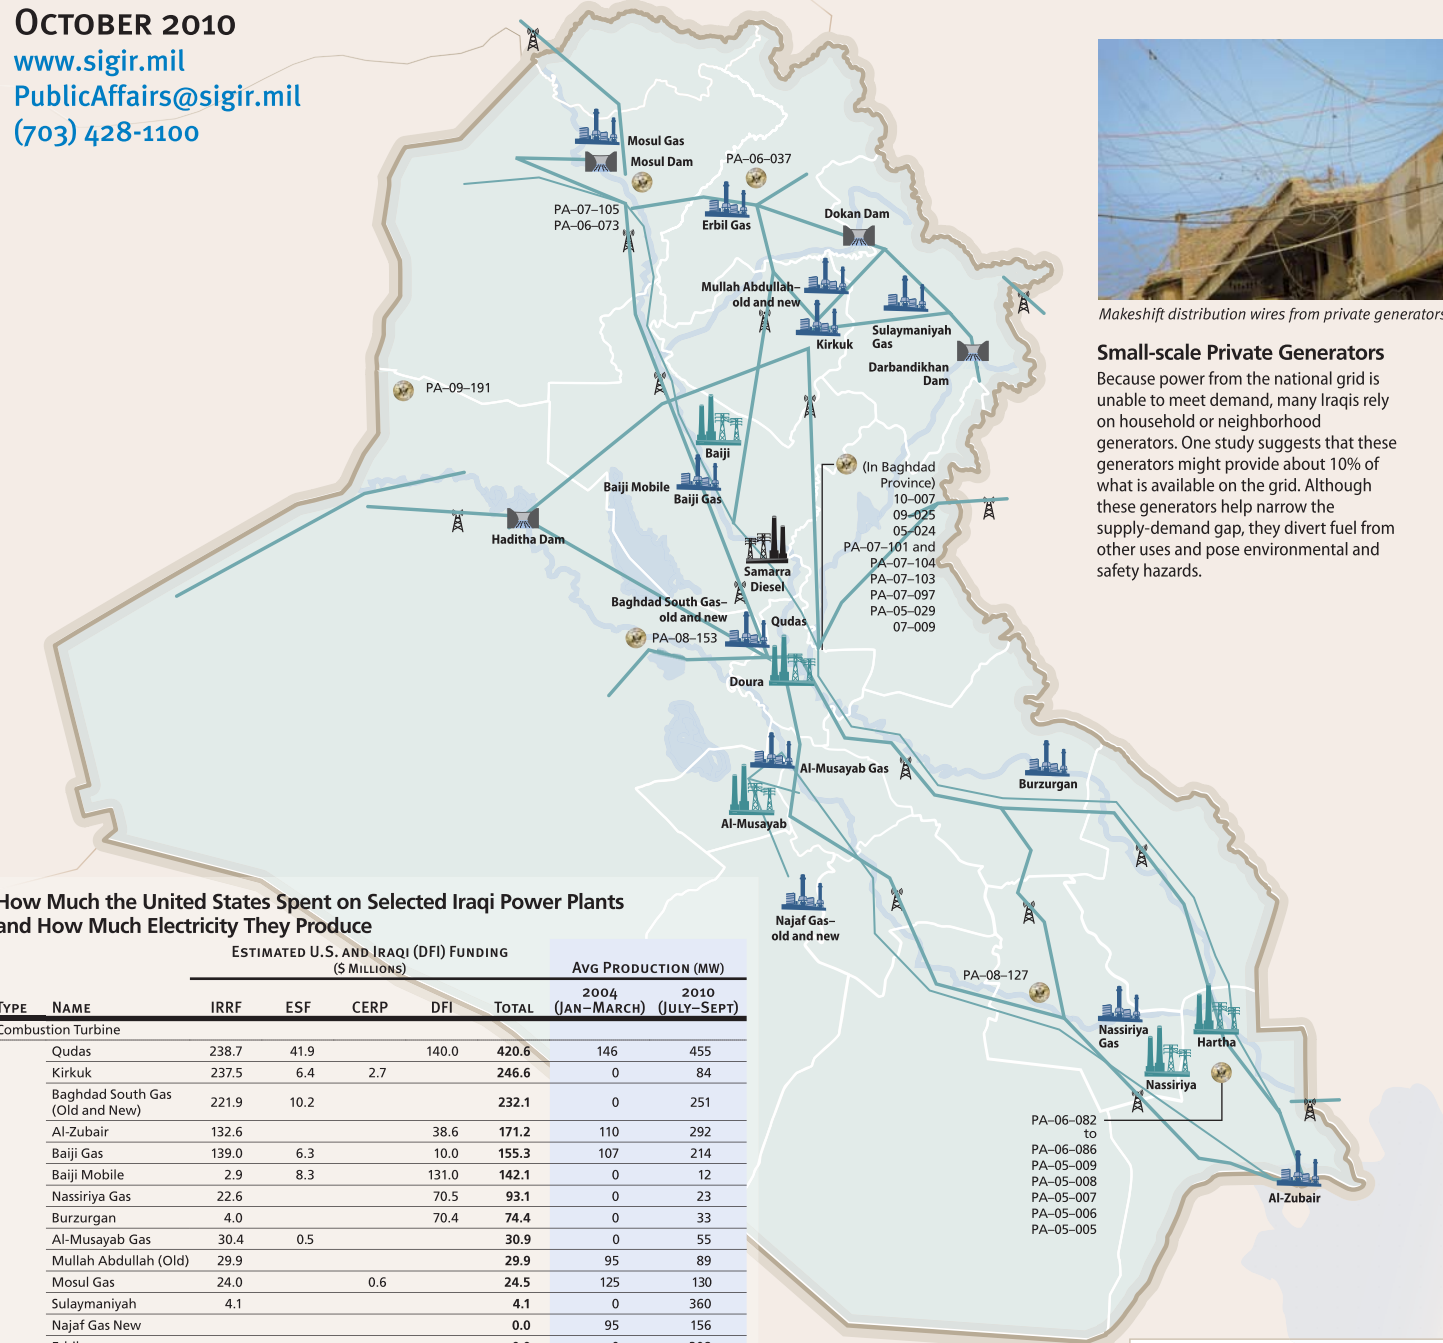 OCTOBER 2010
www.sigir.mil
PublicAffairs@sigir.mil
(703) 428-1100
Mosul Gas
Mosul Dam
PA–06–037
PA–07–105
PA–06–073
Erbil Gas
Dokan Dam
Mullah Abdullah–
old and new
Kirkuk
Sulaymaniyah
Gas
Darbandikhan
Dam
PA–09–191
Baiji
Baiji Mobile
Baiji Gas
Haditha Dam
Samarra
Diesel
(In Baghdad
Province)
10–007
09–025
05–024
PA–07–101 and
PA–07–104
PA–07–103
PA–07–097
PA–05–029
07–009
Baghdad South Gas–
old and new
Qudas
PA–08–153
Doura
Al-Musayab Gas
Al-Musayab
Burzurgan
Najaf Gas–
old and new
PA–08–127
Nassiriya
Gas
Hartha
Nassiriya
PA–06–082
to
PA–06–086
PA–05–009
PA–05–008
PA–05–007
PA–05–006
PA–05–005
Al-Zubair
Makeshift distribution wires from private generators
Small-scale Private Generators
Because power from the national grid is
unable to meet demand, many Iraqis rely
on household or neighborhood
generators. One study suggests that these
generators might provide about 10% of
what is available on the grid. Although
these generators help narrow the
supply-demand gap, they divert fuel from
other uses and pose environmental and
safety hazards.
How Much the United States Spent on Selected Iraqi Power Plants
and How Much Electricity They Produce
ESTIMATED U.S. AND IRAQI (DFI) FUNDING
($ MILLIONS)
AVG PRODUCTION (MW)
TYPE NAME IRRF ESF CERP DFI TOTAL 2004 (JAN–MARCH) 2010 (JULY–SEPT)
Combustion Turbine
Qudas 238.7 41.9 140.0 420.6 146 455
Kirkuk 237.5 6.4 2.7 246.6 0 84
Baghdad South Gas
(Old and New) 221.9 10.2 232.1 0 251
Al-Zubair 132.6 38.6 171.2 110 292
Baiji Gas 139.0 6.3 10.0 155.3 107 214
Baiji Mobile 2.9 8.3 131.0 142.1 0 12
Nassiriya Gas 22.6 70.5 93.1 0 23
Burzurgan 4.0 70.4 74.4 0 33
Al-Musayab Gas 30.4 0.5 30.9 0 55
Mullah Abdullah (Old) 29.9 29.9 95 89
Mosul Gas 24.0 0.6 24.5 125 130
Sulaymaniyah 4.1 4.1 0 360
Najaf Gas New 0.0 95 156